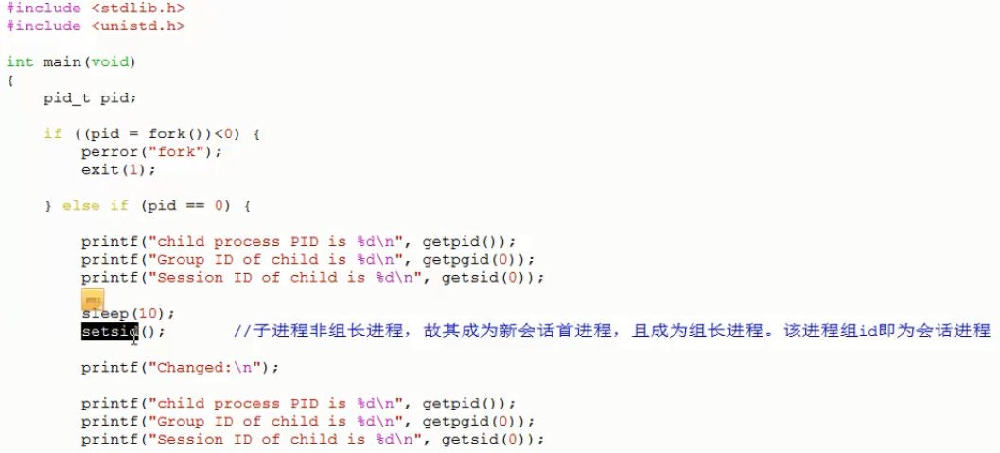 #include <stdlib.h>
#include <unistd.h>
int main(void)
{
pid_t pid;
if ((pid = fork())<0) {
perror("fork");
exit(1);
} else if (pid == 0) {
printf("child process PID is %d\n", getpid());
printf("Group ID of child is %d\n", getpgid(0));
printf("Session ID of child is %d\n", getsid(0));
sleep(10);
setsid(); //子进程非组长进程，故其成为新会话首进程，且成为组长进程。该进程组id即为会话进程
printf("Changed:\n");
printf("child process PID is %d\n", getpid());
printf("Group ID of child is %d\n", getpgid(0));
printf("Session ID of child is %d\n", getsid(0));